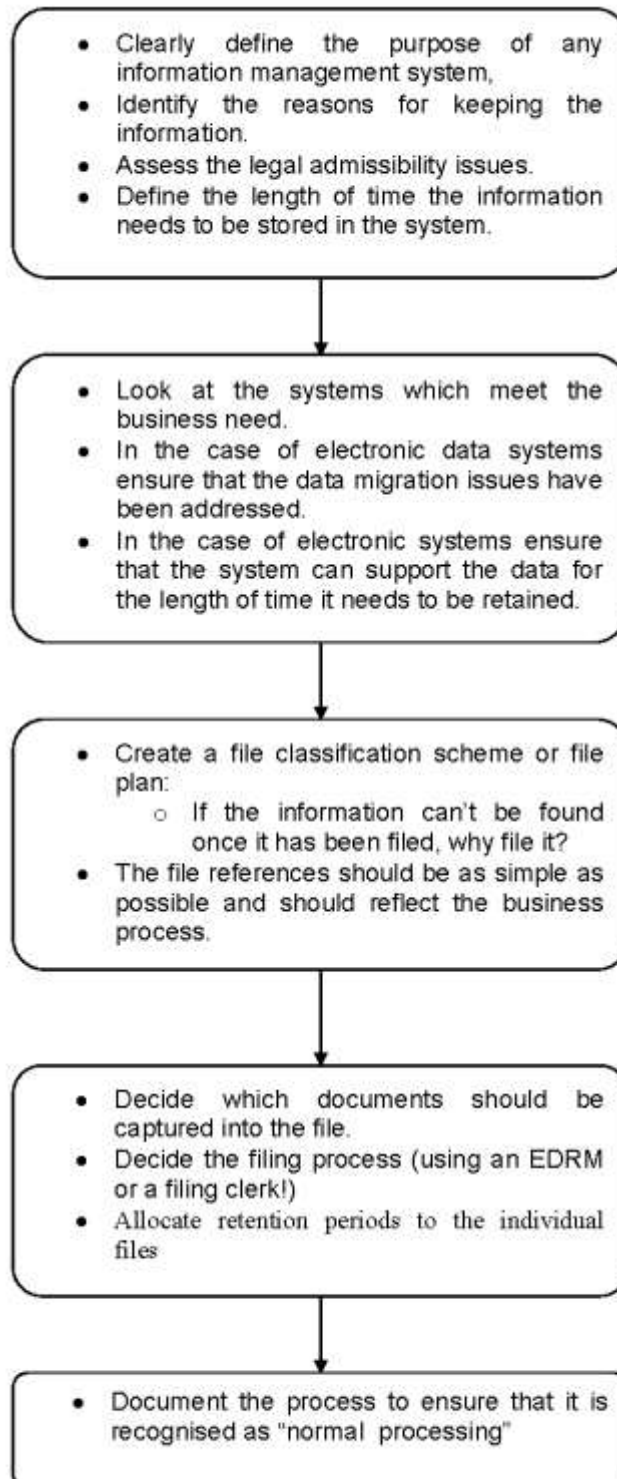 • Clearly define the purpose of any
information management system,
• Identify the reasons for keeping the
information.
• Assess the legal admissibility issues.
• Define the length of time the information
needs to be stored in the system.
• Look at the systems which meet the
business need.
• In the case of electronic data systems
ensure that the data migration issues have
been addressed.
• In the case of electronic systems ensure
that the system can support the data for
the length of time it needs to be retained.
• Create a file classification scheme or file
plan:
○ If the information can't be found
once it has been filed, why file it?
• The file references should be as simple as
possible and should reflect the business
process.
• Decide which documents should be
captured into the file.
• Decide the filing process (using an EDRM
or a filing clerk!)
• Allocate retention periods to the individual
files
• Document the process to ensure that it is
recognised as “normal processing”